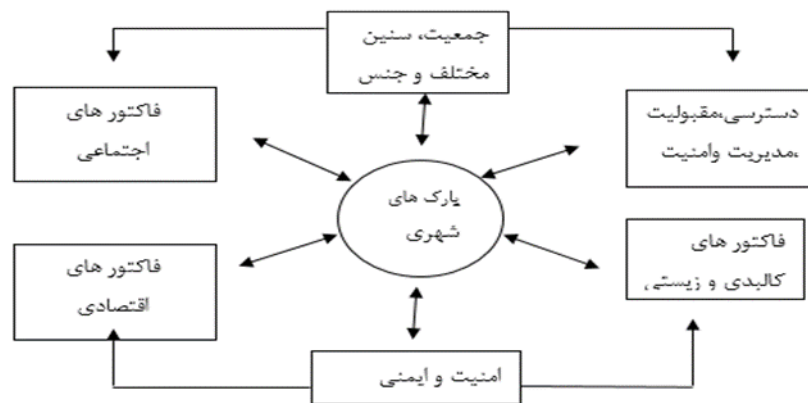 جمعیت، سنین
مختلف و جنس
دسترسی،مقبولیت
،مدیریت وامنیت
فاکتور های
اجتماعی
پارک های
شهری
فاکتور های
کالبدی و زیستی
فاکتور های
اقتصادی
امنیت و ایمنی